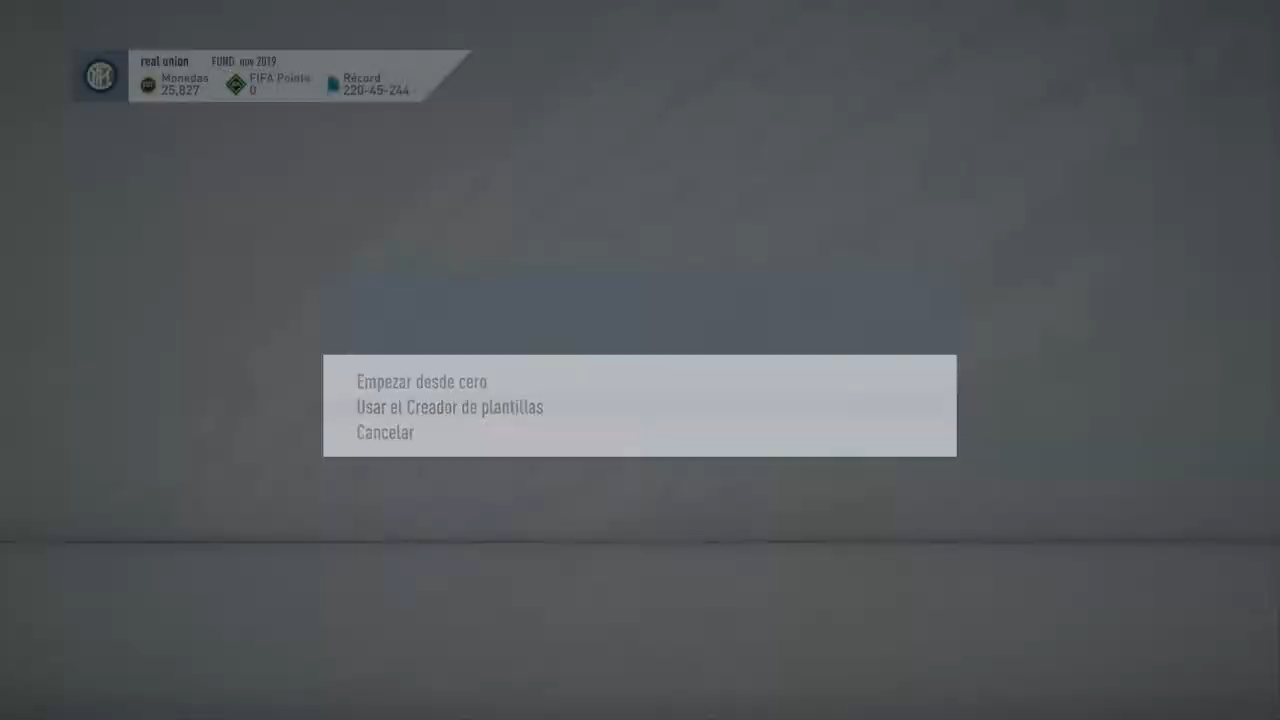 real union FUND. nov 2019
Monedas FIFA Points Récord
25,827 0 220-45-244
Empezar desde cero
Usar el Creador de plantillas
Cancelar